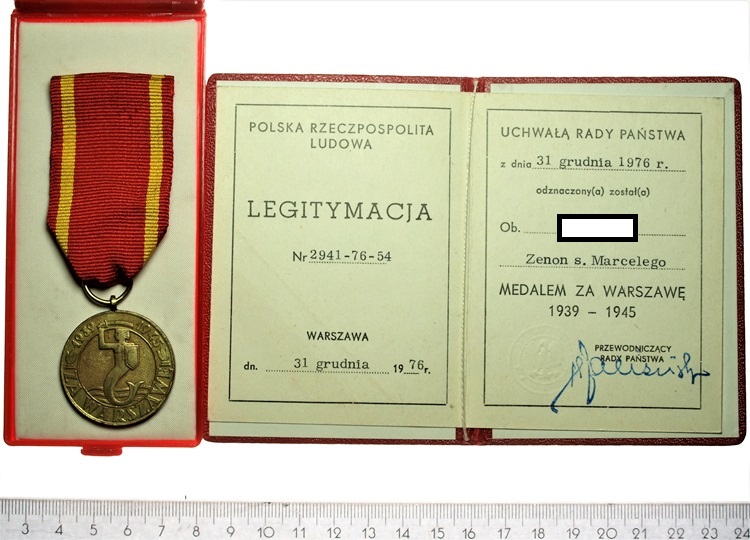 1939 1945
ZA WARSZAWĘ
POLSKA RZECZPOSPOLITA
LUDOWA
LEGITYMACJA
Nr 2941-76-54
WARSZAWA
dn. 31 grudnia 1976r.
UCHWAŁĄ RADY PAŃSTWA
z dnia 31 grudnia 1976 r.
odznaczony(a) został(a)
Ob.
Zenon s. Marcelego
MEDALEM ZA WARSZAWĘ
1939 – 1945
PRZEWODNICZĄCY
RADY PAŃSTWA
3 4 5 6 7 8 9 10 11 12 13 14 15 16 17 18 19 20 21 22 23 24